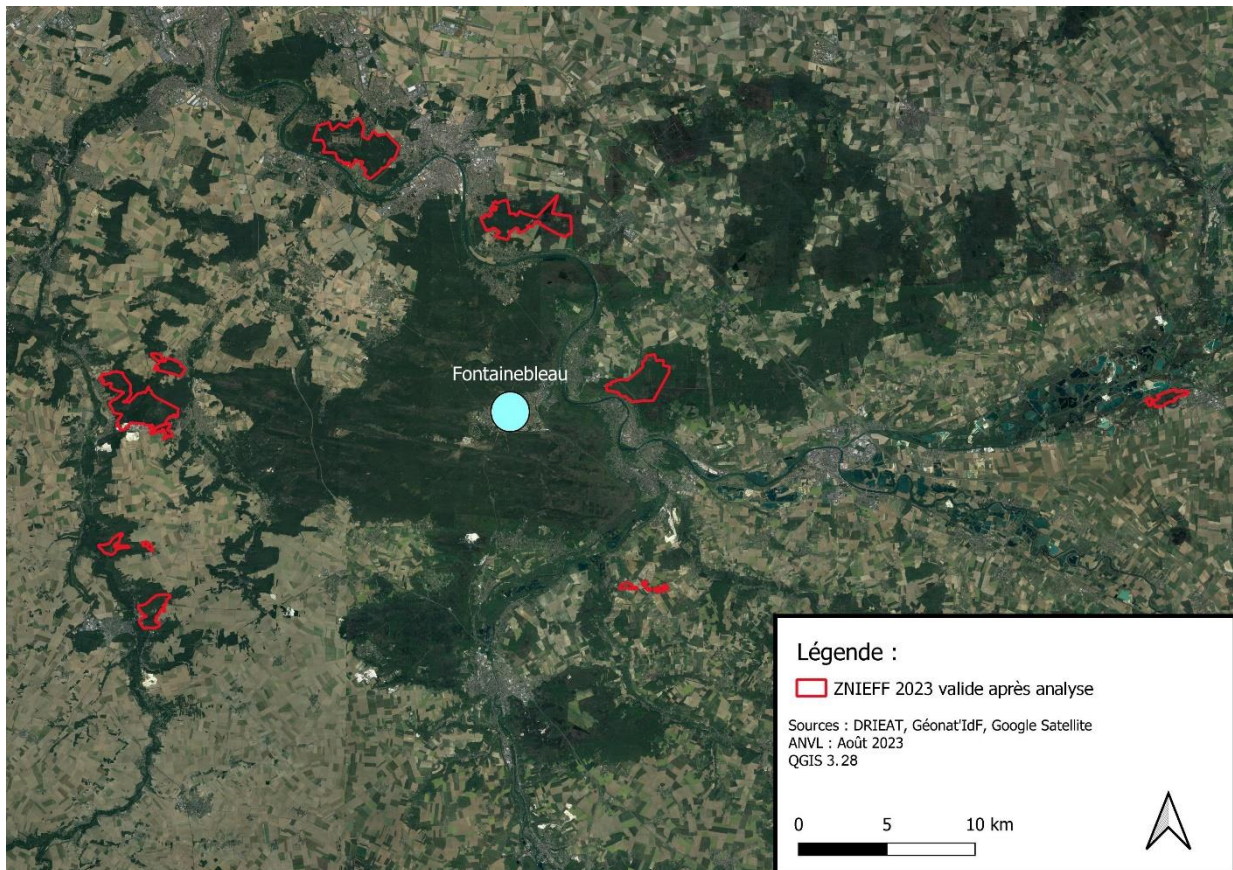 Fontainebleau
Légende :
ZNIEFF 2023 valide après analyse
Sources : DRIEAT, Géonat'IdF, Google Satellite
ANVL : Août 2023
QGIS 3.28
0 5 10 km